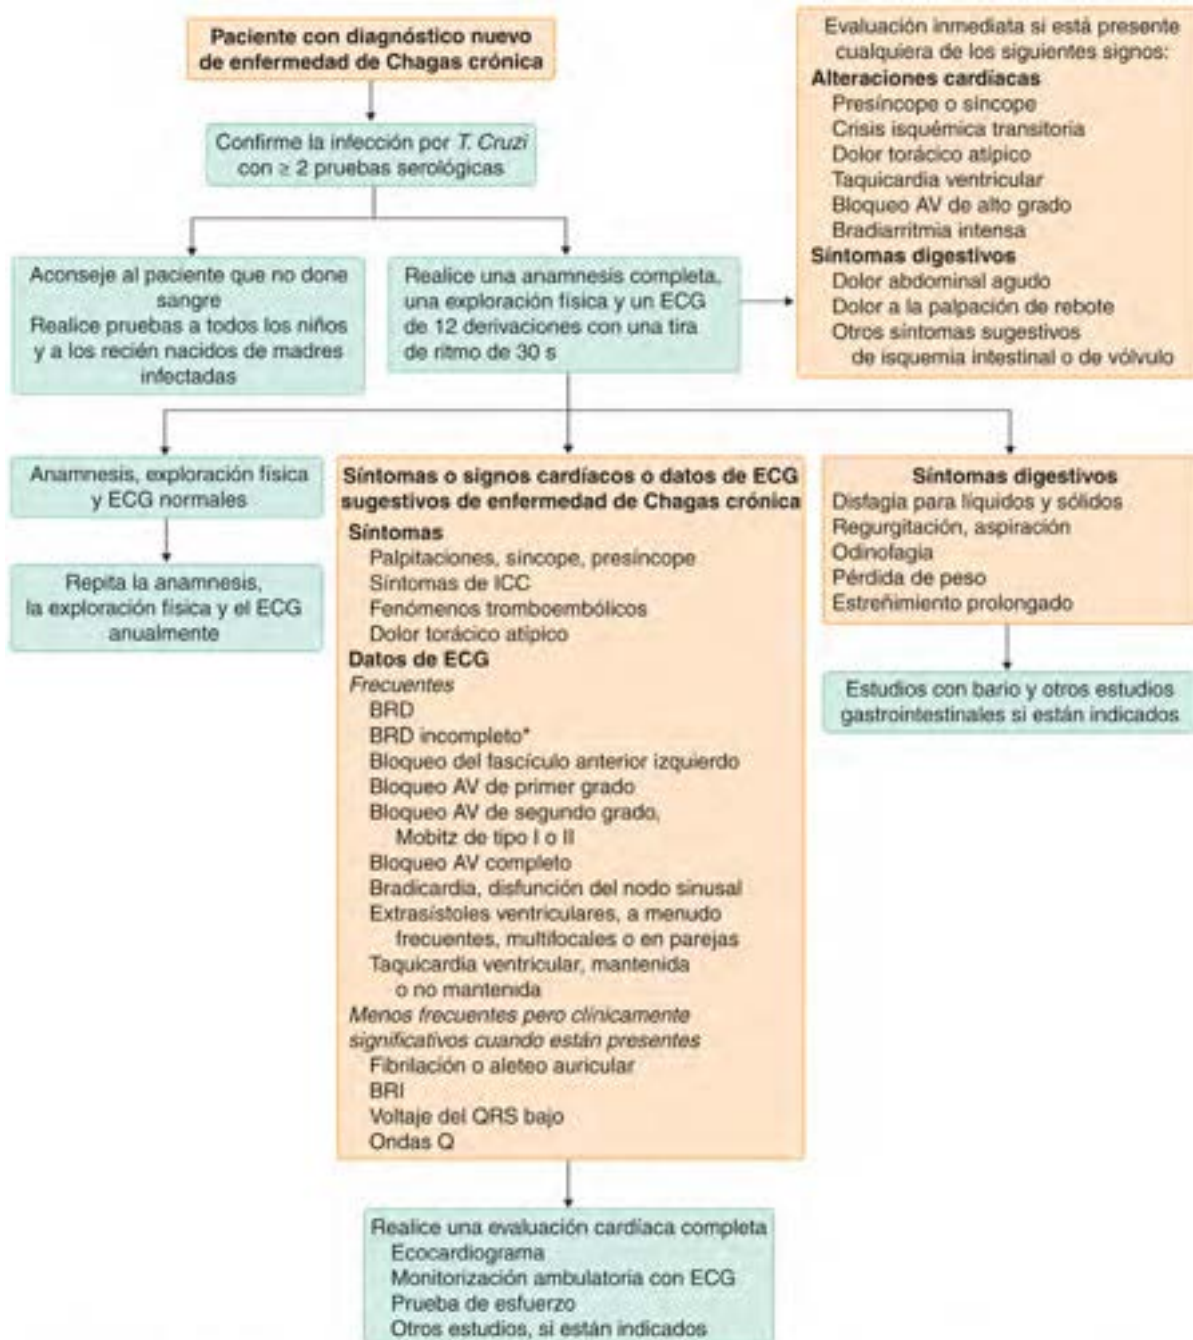 Paciente con diagnóstico nuevo
de enfermedad de Chagas crónica
Confirme la infección por T. Cruzi
con ≥ 2 pruebas serológicas
Aconseje al paciente que no done
sangre
Realice pruebas a todos los niños
y a los recién nacidos de madres
infectadas
Realice una anamnesis completa,
una exploración física y un ECG
de 12 derivaciones con una tira
de ritmo de 30 s
Evaluación inmediata si está presente
cualquiera de los siguientes signos:
Alteraciones cardíacas
Presíncope o síncope
Crisis isquémica transitoria
Dolor torácico atípico
Taquicardia ventricular
Bloqueo AV de alto grado
Bradiarritmia intensa
Síntomas digestivos
Dolor abdominal agudo
Dolor a la palpación de rebote
Otros síntomas sugestivos
de isquemia intestinal o de vólvulo
Anamnesis, exploración física
y ECG normales
Repita la anamnesis,
la exploración física y el ECG
anualmente
Síntomas o signos cardíacos o datos de ECG
sugestivos de enfermedad de Chagas crónica
Síntomas
Palpitaciones, síncope, presíncope
Síntomas de ICC
Fenómenos tromboembólicos
Dolor torácico atípico
Datos de ECG
Frecuentes
BRD
BRD incompleto*
Bloqueo del fascículo anterior izquierdo
Bloqueo AV de primer grado
Bloqueo AV de segundo grado,
Mobitz de tipo I o II
Bloqueo AV completo
Bradicardia, disfunción del nodo sinusal
Extrasístoles ventriculares, a menudo
frecuentes, multifocales o en parejas
Taquicardia ventricular, mantenida
o no mantenida
Menos frecuentes pero clínicamente
significativos cuando están presentes
Fibrilación o aleteo auricular
BRI
Voltaje del QRS bajo
Ondas Q
Síntomas digestivos
Disfagia para líquidos y sólidos
Regurgitación, aspiración
Odinofagia
Pérdida de peso
Estreñimiento prolongado
Estudios con bario y otros estudios
gastrointestinales si están indicados
Realice una evaluación cardíaca completa
Ecocardiograma
Monitorización ambulatoria con ECG
Prueba de esfuerzo
Otros estudios, si están indicados